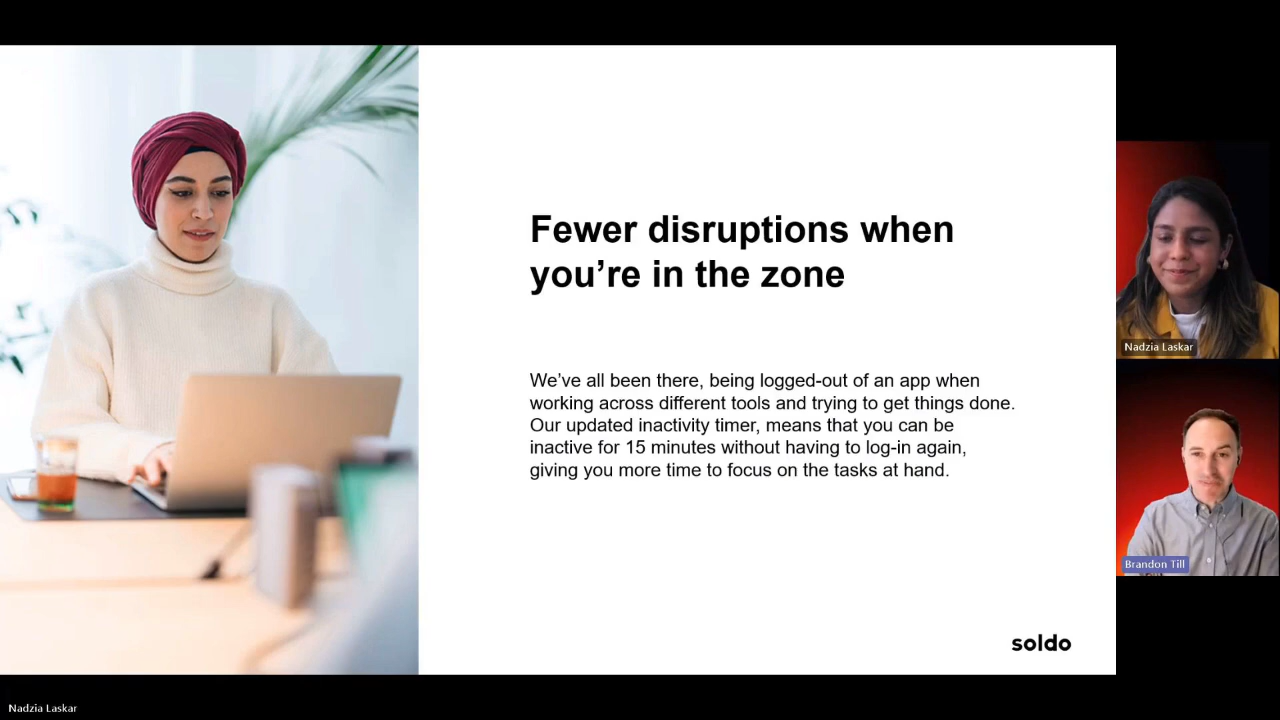 Fewer disruptions when
you’re in the zone
We’ve all been there, being logged-out of an app when
working across different tools and trying to get things done.
Our updated inactivity timer, means that you can be
inactive for 15 minutes without having to log-in again,
giving you more time to focus on the tasks at hand.
soldo
Nadzia Laskar
Brandon Till
Nadzia Laskar